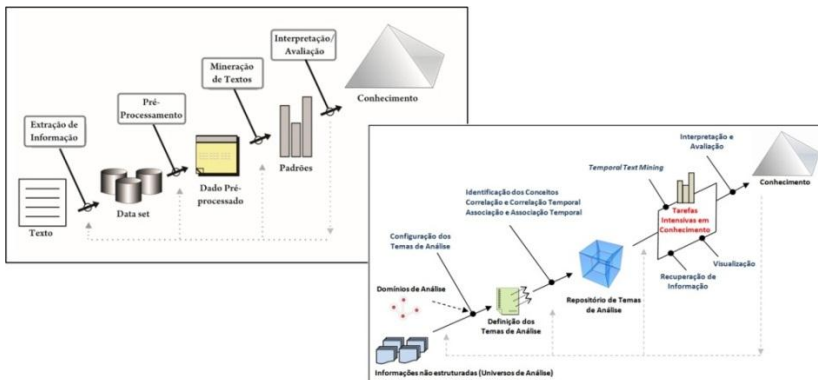 Interpretação/
Avaliação
Mineração
de Textos
Pré-
Processamento
Extração de
Informação
Conhecimento
Padrões
Dado Pré-
processado
Data set
Texto
Interpretação e
Avaliação
Temporal Text Mining
Conhecimento
Identificação dos Conceitos
Correlação e Correlação Temporal
Associação e Associação Temporal
Tarefas
Intensivas em
Conhecimento
Configuração dos
Temas de Análise
Visualização
Recuperação de
Informação
Domínios de Análise
Repositório de Temas
de Análise
Definição dos
Temas de Análise
Informações não estruturadas (Universos de Análise)